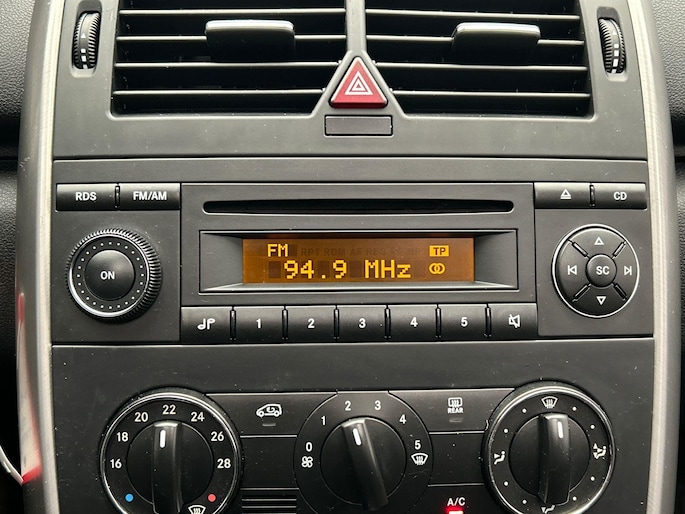 RDS FM/AM CD
FM TP
94.9 MHz
ON SC
1 2 3 4 5
16 18 20 22 24 26 28
0 1 2 3 4 5
REAR
A/C